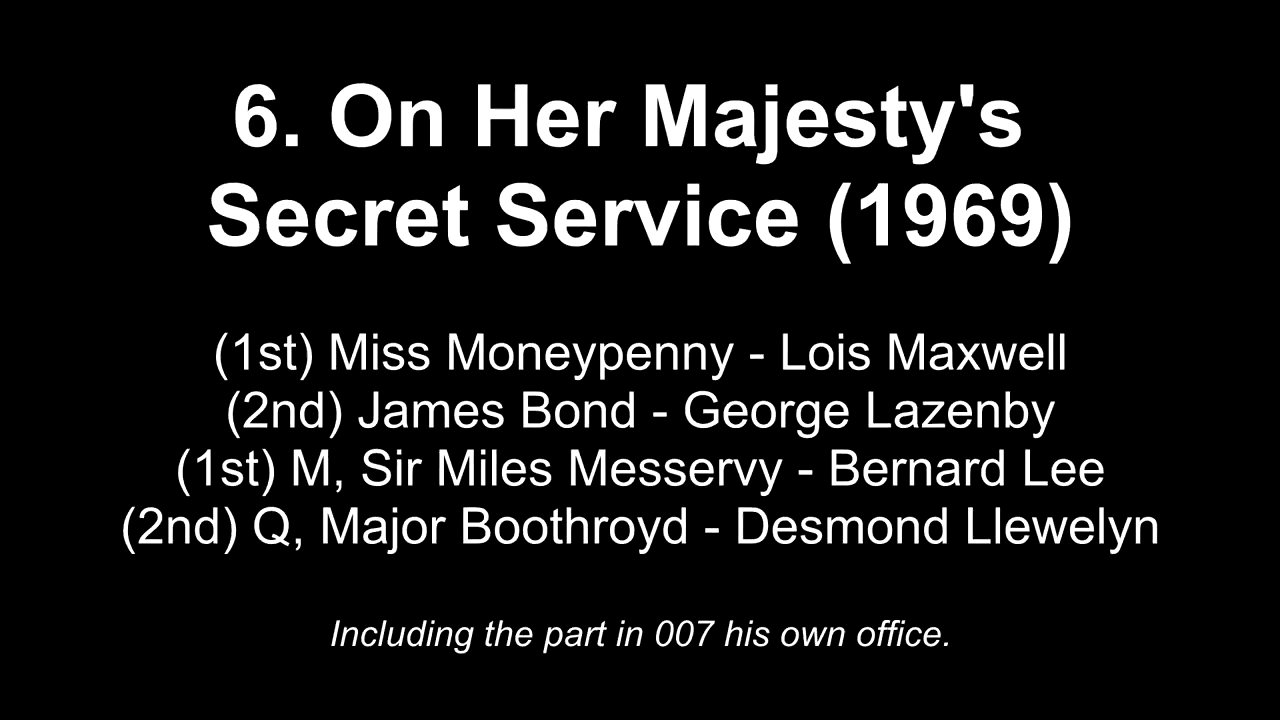 6. On Her Majesty's
Secret Service (1969)
(1st) Miss Moneypenny - Lois Maxwell
(2nd) James Bond - George Lazenby
(1st) M, Sir Miles Messervy - Bernard Lee
(2nd) Q, Major Boothroyd - Desmond Llewelyn
Including the part in 007 his own office.